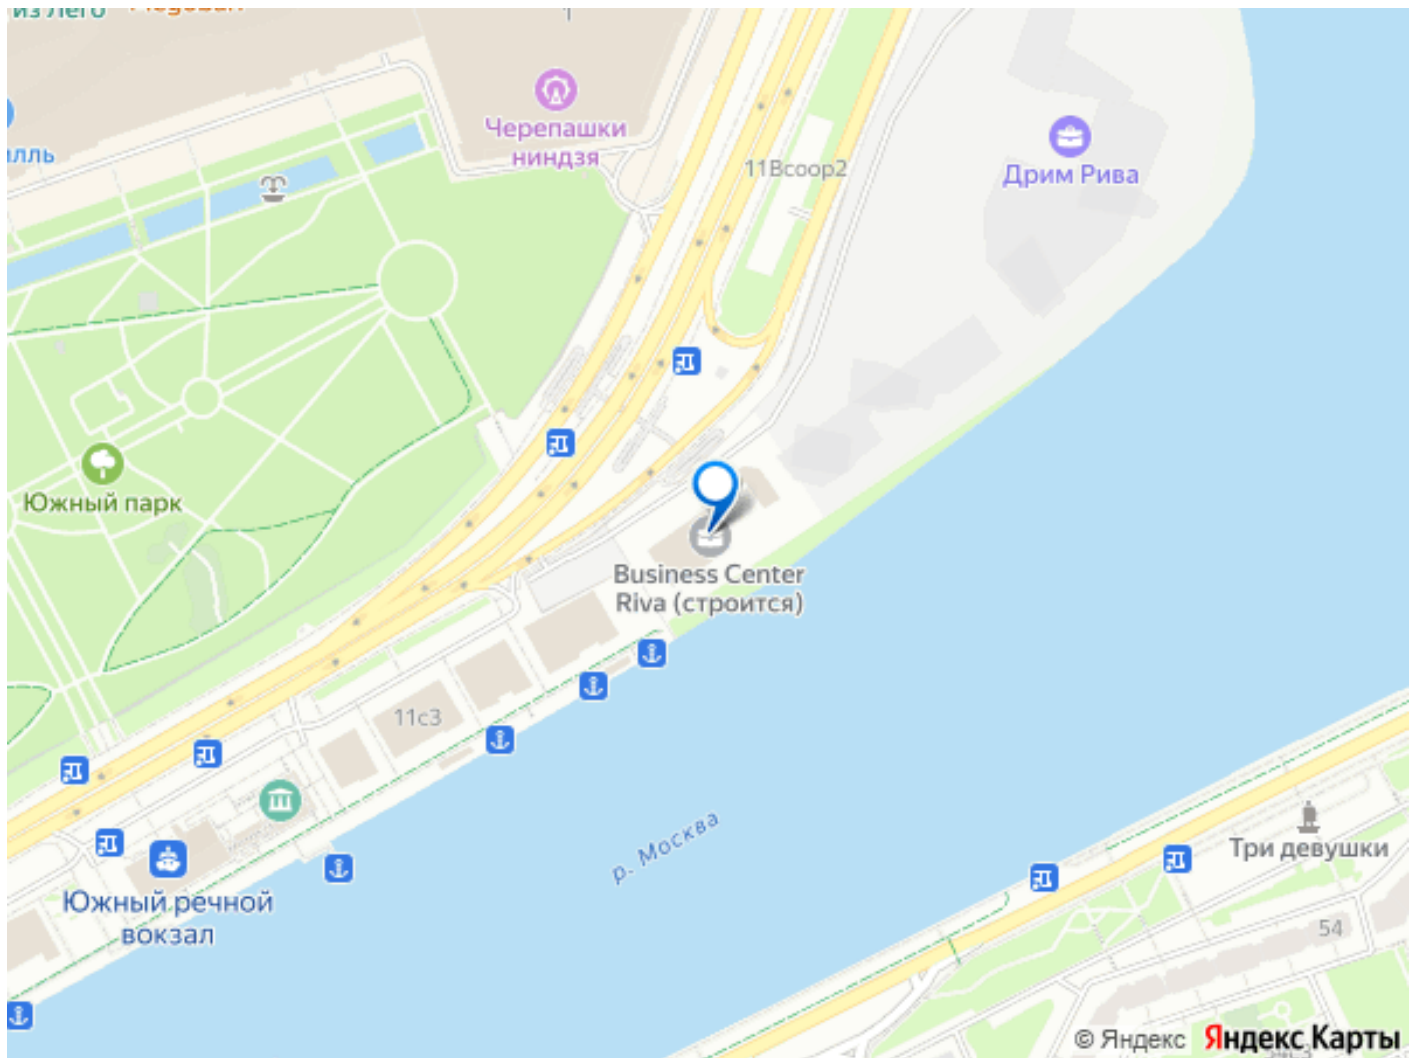 Черепашки
ниндзя
11Всоор2
Дрим Рива
Южный парк
Business Center
Riva (строится)
11с3
р. Москва
Три девушки
Южный речной
вокзал
54
© Яндекс Яндекс Карты